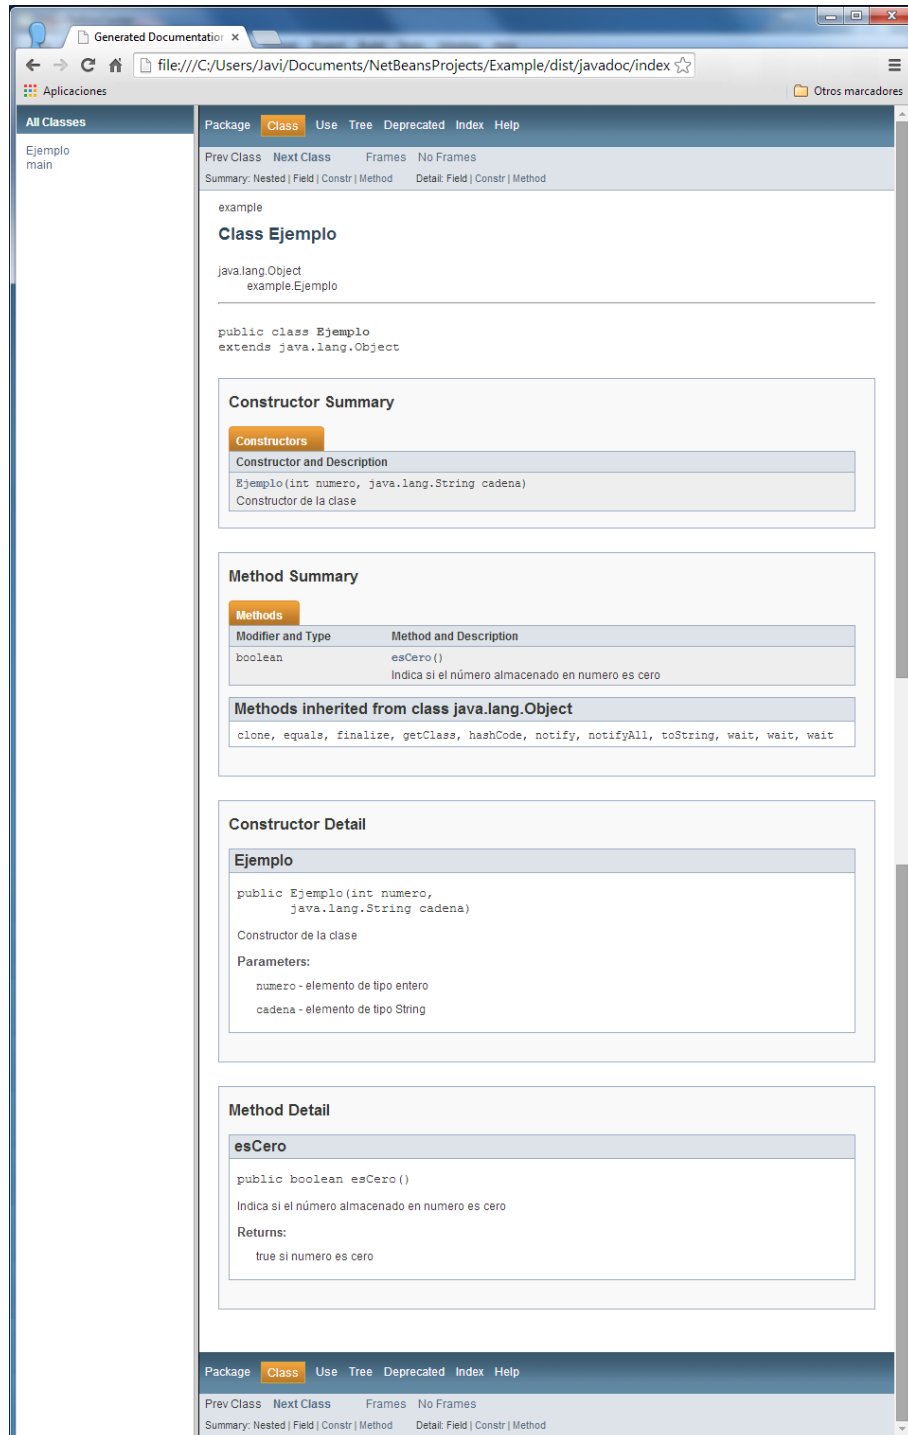 Generated Documentation
file:///C:/Users/Javi/Documents/NetBeansProjects/Example/dist/javadoc/index
Aplicaciones
Otros marcadores
All Classes
Ejemplo
main
Package Class Use Tree Deprecated Index Help
Prev Class Next Class Frames No Frames
Summary: Nested | Field | Constr | Method Detail: Field | Constr | Method
example
Class Ejemplo
java.lang.Object
example.Ejemplo
public class Ejemplo
extends java.lang.Object
Constructor Summary
Constructors
Constructor and Description
Ejemplo(int numero, java.lang.String cadena)
Constructor de la clase
Method Summary
Methods
Modifier and Type Method and Description
boolean esCero()
Indica si el número almacenado en numero es cero
Methods inherited from class java.lang.Object
clone, equals, finalize, getClass, hashCode, notify, notifyAll, toString, wait, wait, wait
Constructor Detail
Ejemplo
public Ejemplo(int numero,
java.lang.String cadena)
Constructor de la clase
Parameters:
numero - elemento de tipo entero
cadena - elemento de tipo String
Method Detail
esCero
public boolean esCero()
Indica si el número almacenado en numero es cero
Returns:
true si numero es cero
Package Class Use Tree Deprecated Index Help
Prev Class Next Class Frames No Frames
Summary: Nested | Field | Constr | Method Detail: Field | Constr | Method